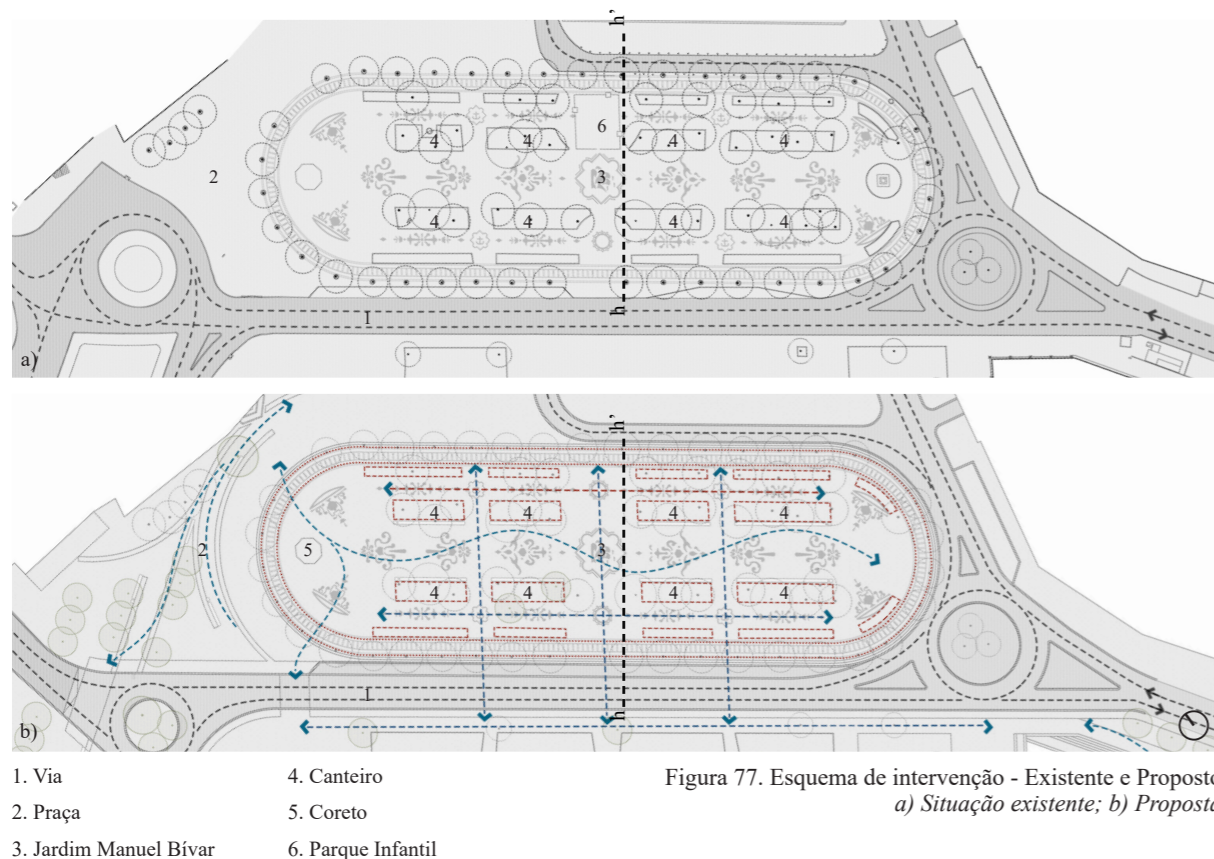 h'
6
4 4 4 4
2
3
4 4 4 4
h
1
a)
h'
4 4 4 4
2
5
3
4 4 4 4
1
h
b)
1. Via
2. Praça
3. Jardim Manuel Bívar
4. Canteiro
5. Coreto
6. Parque Infantil
Figura 77. Esquema de intervenção - Existente e Proposto
a) Situação existente; b) Proposta